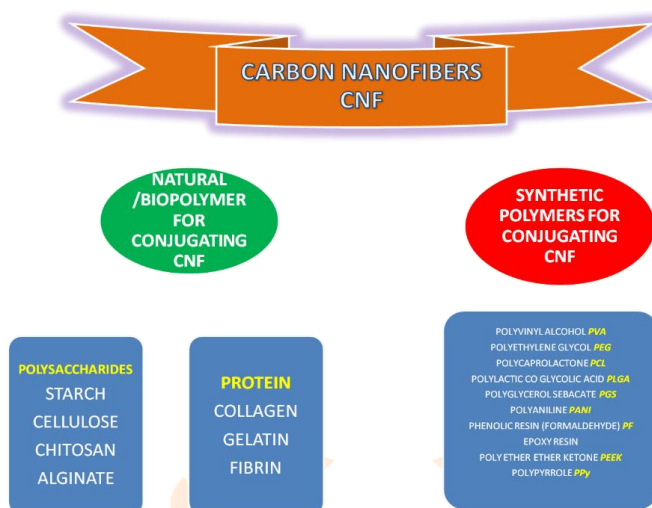 CARBON NANOFIBERS
CNF
NATURAL
/BIOPOLYMER
FOR
CONJUGATING
CNF
SYNTHETIC
POLYMERS FOR
CONJUGATING
CNF
POLYSACCHARIDES
STARCH
CELLULOSE
CHITOSAN
ALGINATE
PROTEIN
COLLAGEN
GELATIN
FIBRIN
POLYVINYL ALCOHOL PVA
POLYETHYLENE GLYCOL PEG
POLYCAPROLACTONE PCL
POLYLACTIC CO GLYCOLIC ACID PLGA
POLYGLYCEROL SEBACATE PGS
POLYANILINE PANI
PHENOLIC RESIN (FORMALDEHYDE) PF
EPOXY RESIN
POLY ETHER ETHER KETONE PEEK
POLYPYRROLE PPy